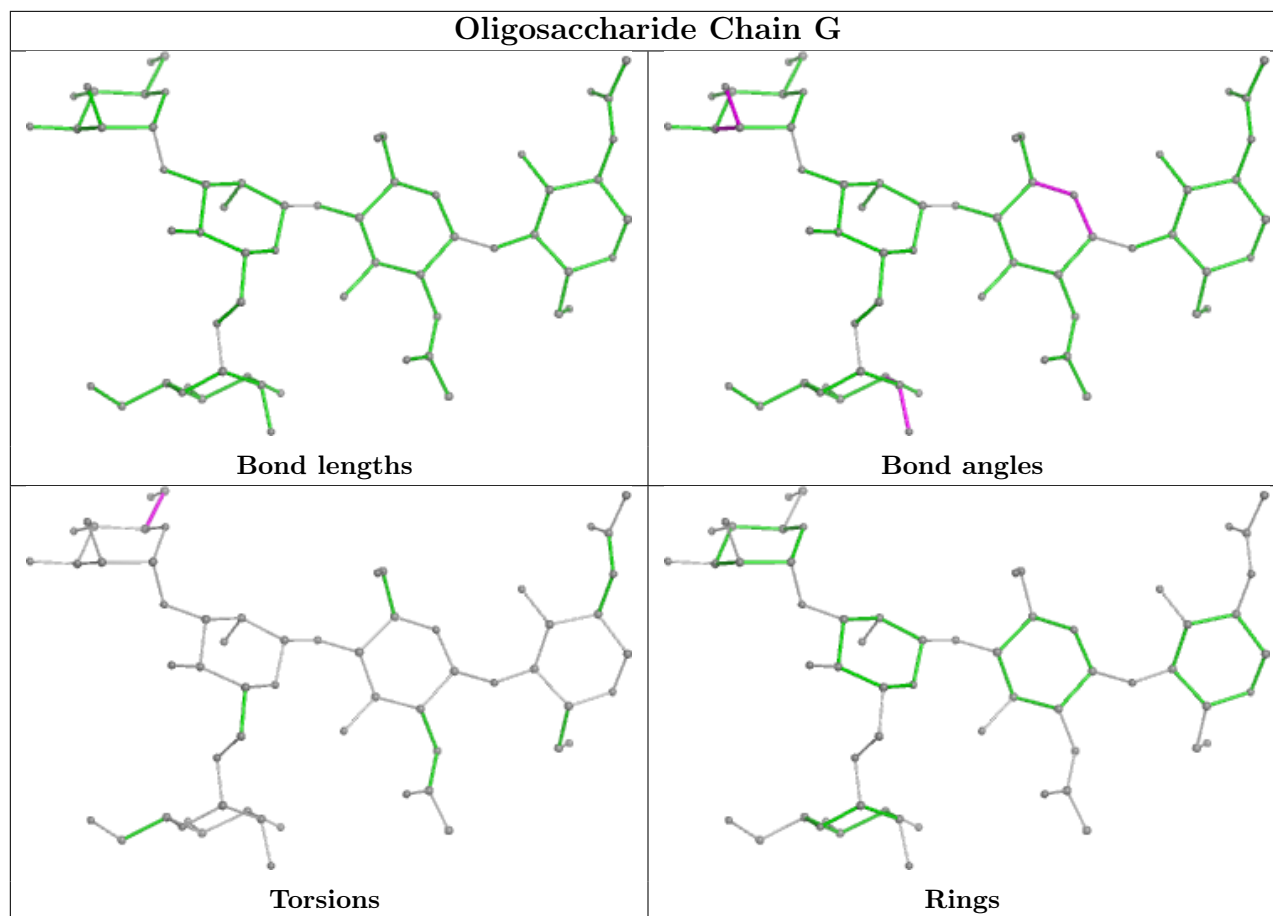 Oligosaccharide Chain G
Bond lengths
Bond angles
Torsions
Rings